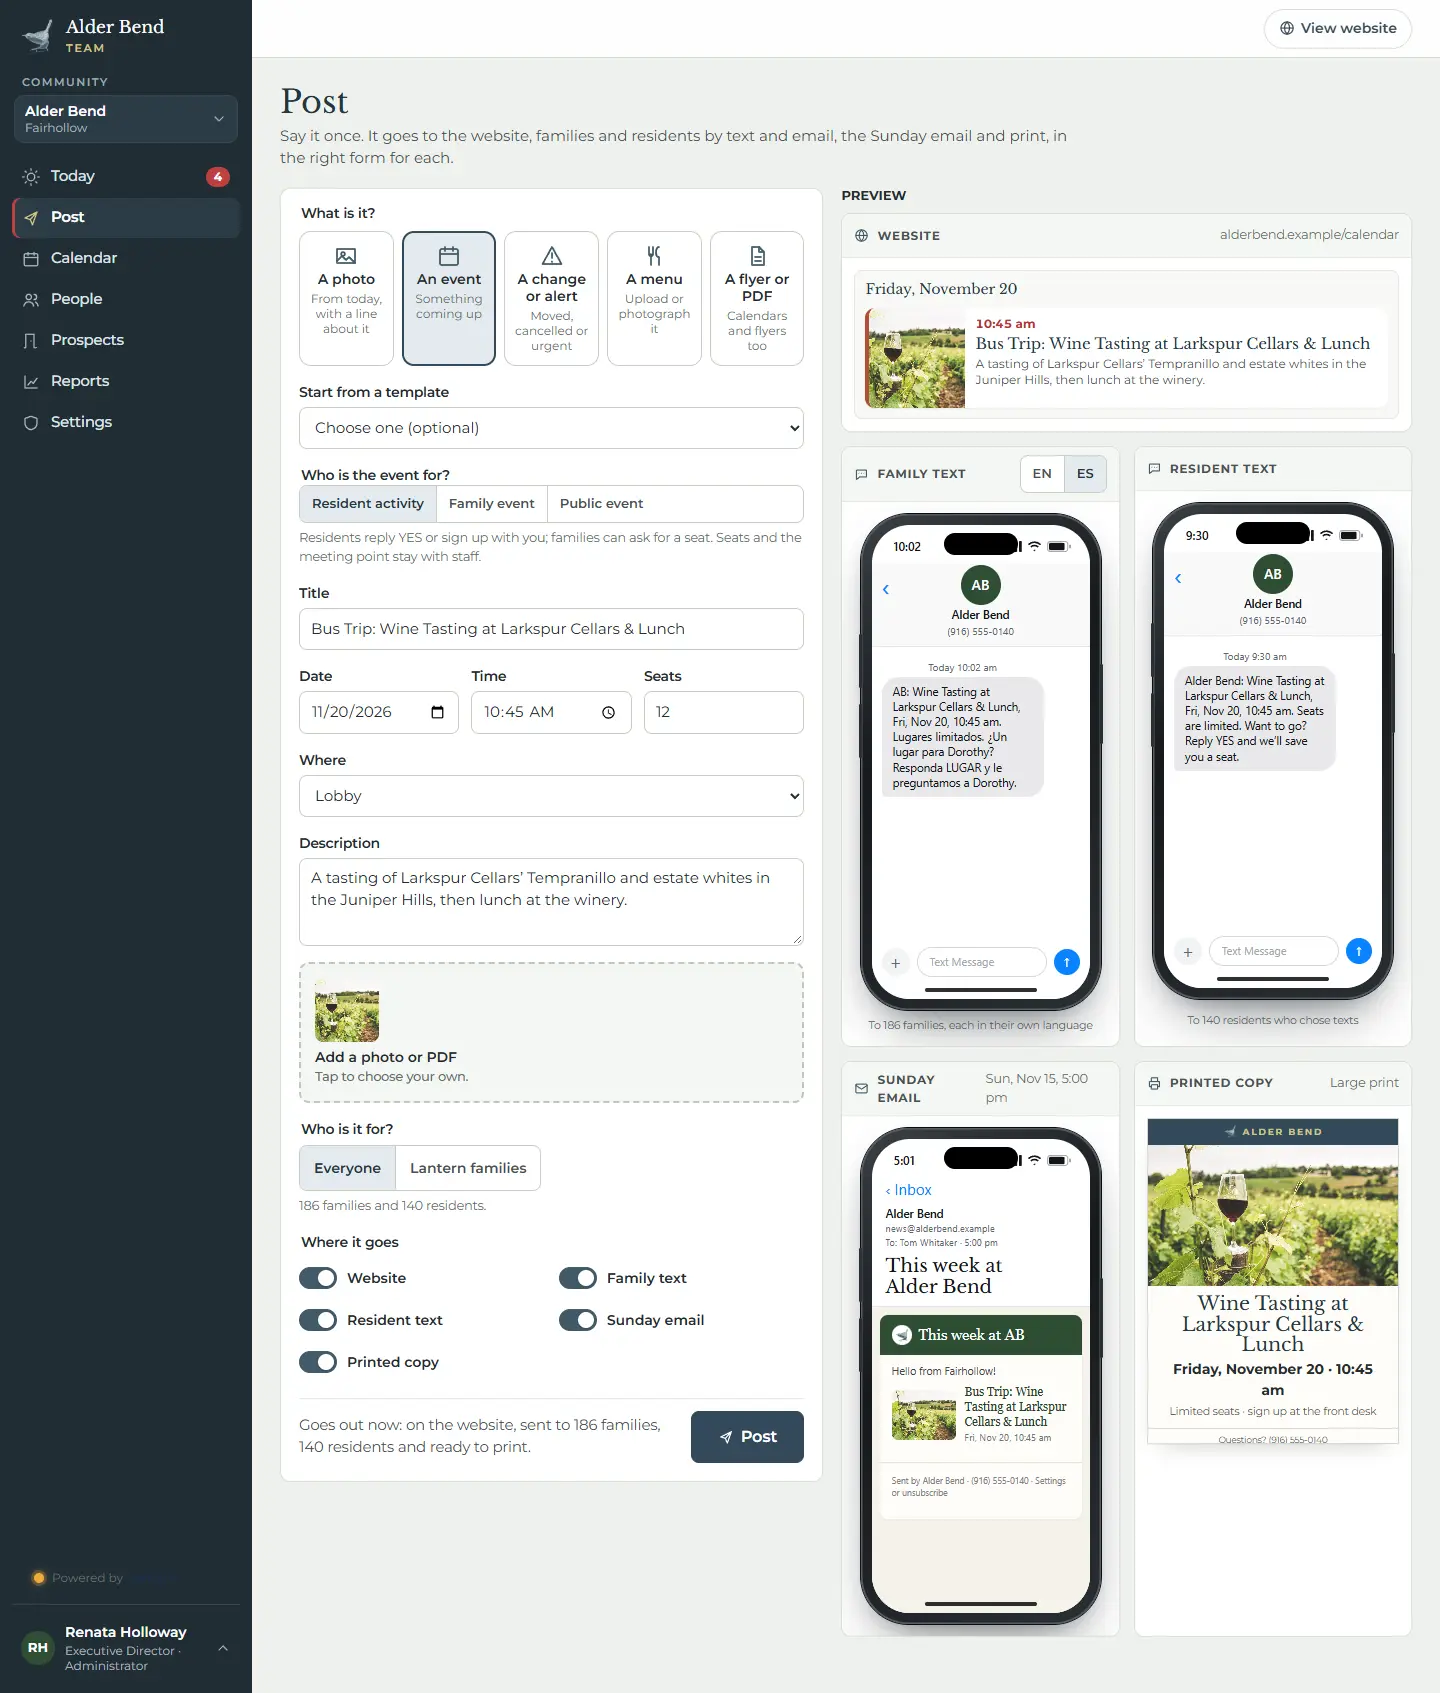 Alder Bend
TEAM
COMMUNITY
Alder Bend
Fairhollow
Today
4
Post
Calendar
People
Prospects
Reports
Settings
Powered by
RH
Renata Holloway
Executive Director ·
Administrator
View website
Post
Say it once. It goes to the website, families and residents by text and email, the Sunday email and print, in
the right form for each.
What is it?
A photo
From today,
with a line
about it
An event
Something
coming up
A change
or alert
Moved,
cancelled or
urgent
A menu
Upload or
photograph
it
A flyer or
PDF
Calendars
and flyers
too
Start from a template
Choose one (optional)
Who is the event for?
Resident activity
Family event
Public event
Residents reply YES or sign up with you; families can ask for a seat. Seats and the
meeting point stay with staff.
Title
Bus Trip: Wine Tasting at Larkspur Cellars & Lunch
Date
Time
Seats
11/20/2026
10:45 AM
12
Where
Lobby
Description
A tasting of Larkspur Cellars’ Tempranillo and estate whites in
the Juniper Hills, then lunch at the winery.
Add a photo or PDF
Tap to choose your own.
Who is it for?
Everyone
Lantern families
186 families and 140 residents.
Where it goes
Website
Family text
Resident text
Sunday email
Printed copy
Goes out now: on the website, sent to 186 families,
140 residents and ready to print.
Post
PREVIEW
WEBSITE
alderbend.example/calendar
Friday, November 20
10:45 am
Bus Trip: Wine Tasting at Larkspur Cellars & Lunch
A tasting of Larkspur Cellars’ Tempranillo and estate whites in the
Juniper Hills, then lunch at the winery.
FAMILY TEXT
EN
ES
10:02
AB
Alder Bend
(916) 555-0140
Today 10:02 am
AB: Wine Tasting at
Larkspur Cellars & Lunch,
Fri, Nov 20, 10:45 am.
Lugares limitados. ¿Un
lugar para Dorothy?
Responda LUGAR y le
preguntamos a Dorothy.
Text Message
To 186 families, each in their own language
RESIDENT TEXT
9:30
AB
Alder Bend
(916) 555-0140
Today 9:30 am
Alder Bend: Wine Tasting at
Larkspur Cellars & Lunch,
Fri, Nov 20, 10:45 am. Seats
are limited. Want to go?
Reply YES and we’ll save
you a seat.
Text Message
To 140 residents who chose texts
SUNDAY
EMAIL
Sun, Nov 15, 5:00
pm
5:01
‹ Inbox
Alder Bend
news@alderbend.example
To: Tom Whitaker · 5:00 pm
This week at
Alder Bend
This week at AB
Hello from Fairhollow!
Bus Trip: Wine
Tasting at Larkspur
Cellars & Lunch
Fri, Nov 20, 10:45 am
Sent by Alder Bend · (916) 555-0140 · Settings
or unsubscribe
PRINTED COPY
Large print
ALDER BEND
Wine Tasting at
Larkspur Cellars &
Lunch
Friday, November 20 · 10:45
am
Limited seats · sign up at the front desk
Questions? (916) 555-0140